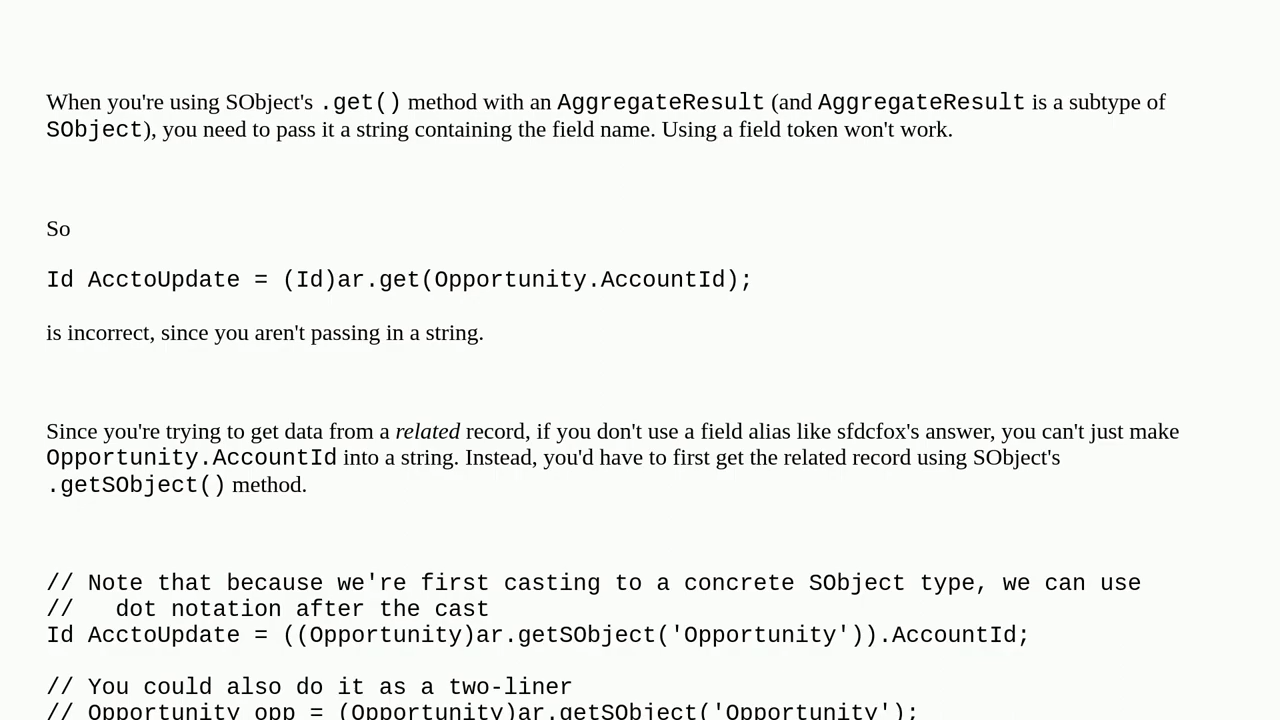 When you're using SObject's .get() method with an AggregateResult (and AggregateResult is a subtype of
SObject), you need to pass it a string containing the field name. Using a field token won't work.
So
Id AcctoUpdate = (Id)ar.get(Opportunity.AccountId);
is incorrect, since you aren't passing in a string.
Since you're trying to get data from a related record, if you don't use a field alias like sfdcfox's answer, you can't just make
Opportunity.AccountId into a string. Instead, you'd have to first get the related record using SObject's
.getSObject() method.
// Note that because we're first casting to a concrete SObject type, we can use
//   dot notation after the cast
Id AcctoUpdate = ((Opportunity)ar.getSObject('Opportunity')).AccountId;
// You could also do it as a two-liner
// Opportunity opp = (Opportunity)ar.getSObject('Opportunity');